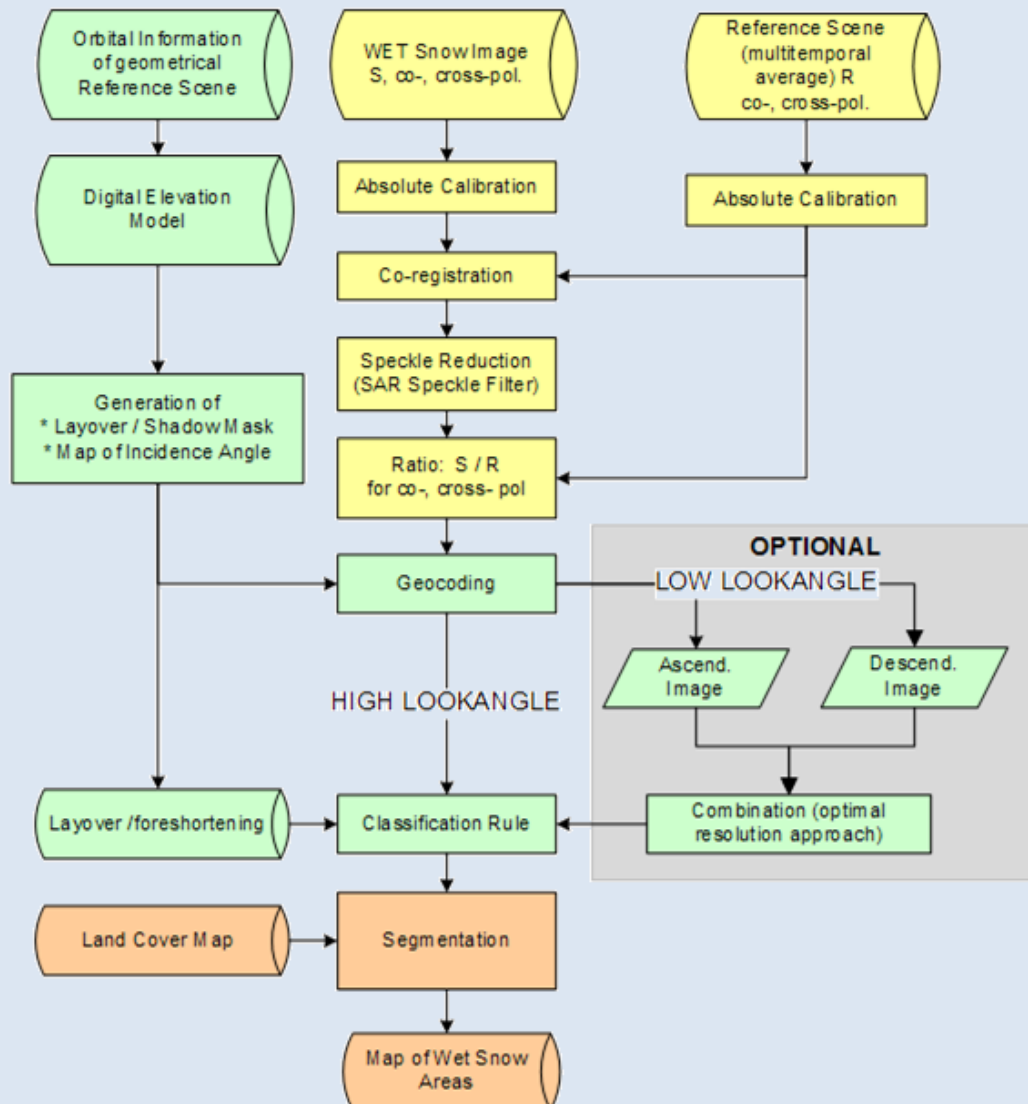 Orbital Information
of geometrical
Reference Scene
WET Snow Image
S, co-, cross-pol.
Reference Scene
(multitemporal
average) R
co-, cross-pol.
Digital Elevation
Model
Absolute Calibration
Absolute Calibration
Co-registration
Speckle Reduction
(SAR Speckle Filter)
Generation of
* Layover / Shadow Mask
* Map of Incidence Angle
Ratio: S / R
for co-, cross- pol
OPTIONAL
LOW LOOKANGLE
Geocoding
Ascend.
Image
Descend.
Image
HIGH LOOKANGLE
Layover /foreshortening
Classification Rule
Combination (optimal
resolution approach)
Land Cover Map
Segmentation
Map of Wet Snow
Areas